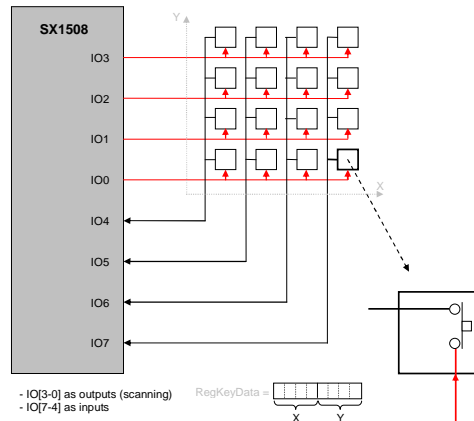 SX1508
Y
IO3
IO2
IO1
IO0
X
IO4
IO5
IO6
IO7
- IO[3-0] as outputs (scanning)
- IO[7-4] as inputs
RegKeyData =
X Y